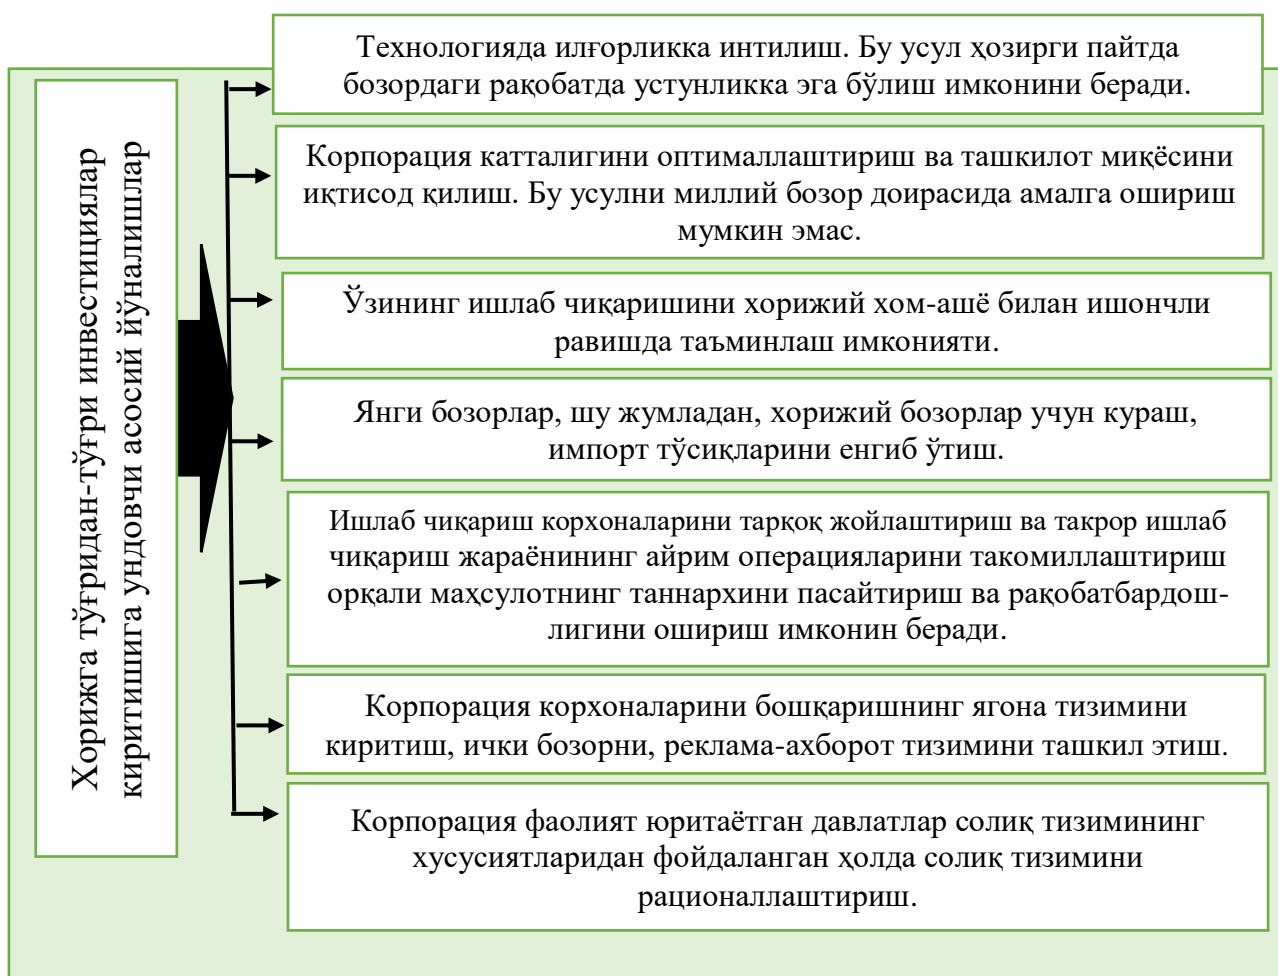 Хорижга тўғридан-тўғри инвестициялар
киритишига ундовчи асосий йўналишлар
Технологияда илғорликка интилиш. Бу усул ҳозирги пайтда
бозордаги рақобатда устунликка эга бўлиш имконини беради.
Корпорация катталигини оптималлаштириш ва ташкилот миқёсини
иқтисод қилиш. Бу усулни миллий бозор доирасида амалга ошириш
мумкин эмас.
Ўзининг ишлаб чиқаришини хорижий хом-ашё билан ишончли
равишда таъминлаш имконияти.
Янги бозорлар, шу жумладан, хорижий бозорлар учун кураш,
импорт тўсиқларини енгиб ўтиш.
Ишлаб чиқариш корхоналарини тарқоқ жойлаштириш ва такрор ишлаб
чиқариш жараёнининг айрим операцияларини такомиллаштириш
орқали маҳсулотнинг таннархини пасайтириш ва рақобатбардош-
лигини ошириш имконин беради.
Корпорация корхоналарини бошқаришнинг ягона тизимини
киритиш, ички бозорни, реклама-ахборот тизимини ташкил этиш.
Корпорация фаолият юритаётган давлатлар солиқ тизимининг
хусусиятларидан фойдаланган ҳолда солиқ тизимини
рационаллаштириш.